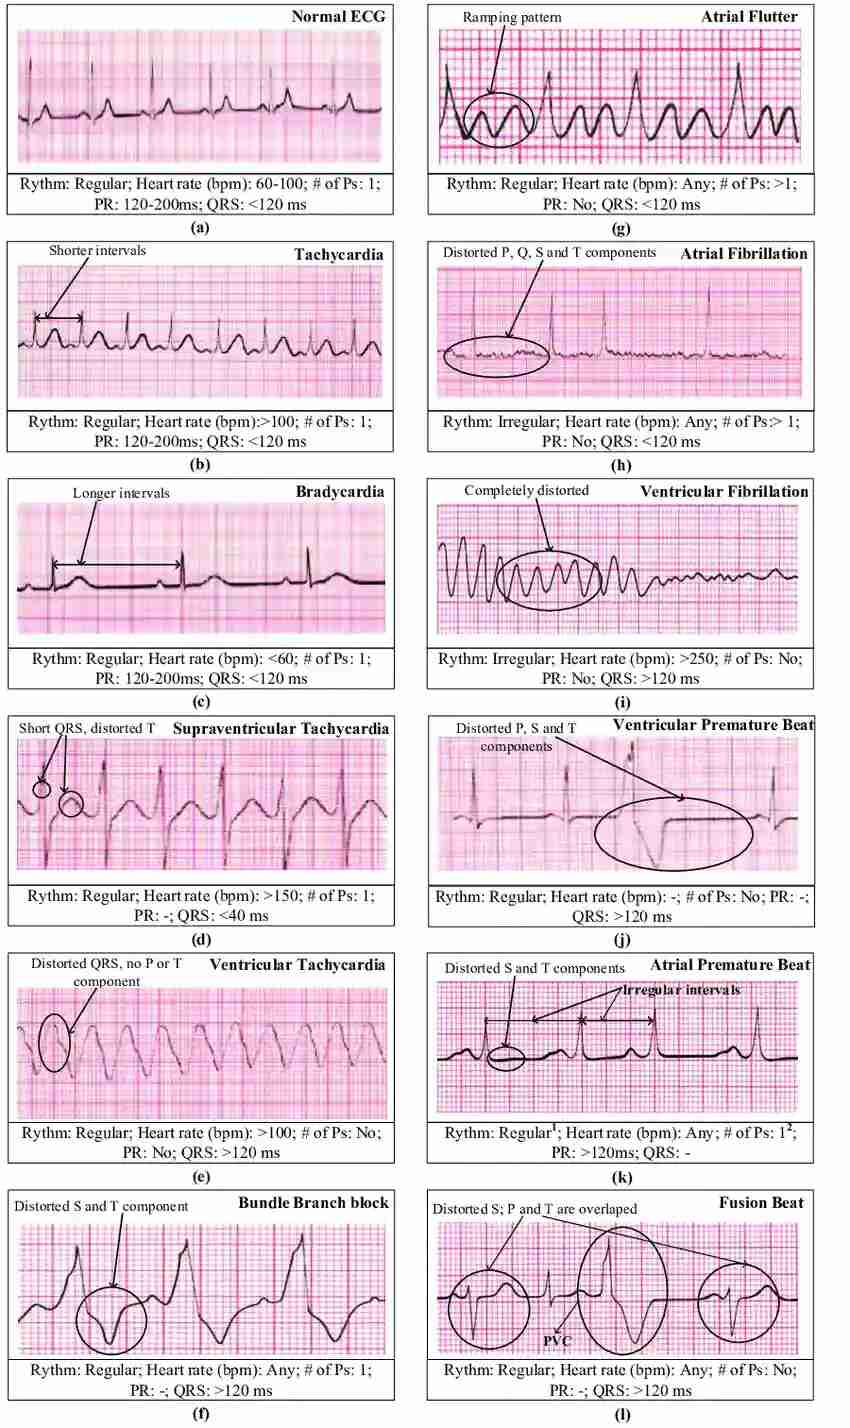 Normal ECG
Rythm: Regular; Heart rate (bpm): 60-100; # of Ps: 1;
PR: 120-200ms; QRS: <120 ms
(a)
Shorter intervals
Tachycardia
Rythm: Regular; Heart rate (bpm):>100; # of Ps: 1;
PR: 120-200ms; QRS: <120 ms
(b)
Longer intervals
Bradycardia
Rythm: Regular; Heart rate (bpm): <60; # of Ps: 1;
PR: 120-200ms; QRS: <120 ms
(c)
Short QRS, distorted T
Supraventricular Tachycardia
Rythm: Regular; Heart rate (bpm): >150; # of Ps: 1;
PR: -; QRS: <40 ms
(d)
Distorted QRS, no P or T
component
Ventricular Tachycardia
Rythm: Regular; Heart rate (bpm): >100; # of Ps: No;
PR: No; QRS: >120 ms
(e)
Distorted S and T component
Bundle Branch block
Rythm: Regular; Heart rate (bpm): Any; # of Ps: 1;
PR: -; QRS: >120 ms
(f)
Ramping pattern
Atrial Flutter
Rythm: Regular; Heart rate (bpm): Any; # of Ps: >1;
PR: No; QRS: <120 ms
(g)
Distorted P, Q, S and T components
Atrial Fibrillation
Rythm: Irregular; Heart rate (bpm): Any; # of Ps:> 1;
PR: No; QRS: <120 ms
(h)
Completely distorted
Ventricular Fibrillation
Rythm: Irregular; Heart rate (bpm): >250; # of Ps: No;
PR: No; QRS: >120 ms
(i)
Distorted P, S and T
components
Ventricular Premature Beat
Rythm: Regular; Heart rate (bpm): -; # of Ps: No; PR: -;
QRS: >120 ms
(j)
Distorted S and T components
Atrial Premature Beat
Irregular intervals
Rythm: Regular¹; Heart rate (bpm): Any; # of Ps: 1²;
PR: >120ms; QRS: -
(k)
Fusion Beat
Distorted S; P and T are overlaped
PVC
Rythm: Regular; Heart rate (bpm): Any; # of Ps: No;
PR: -; QRS: >120 ms
(l)